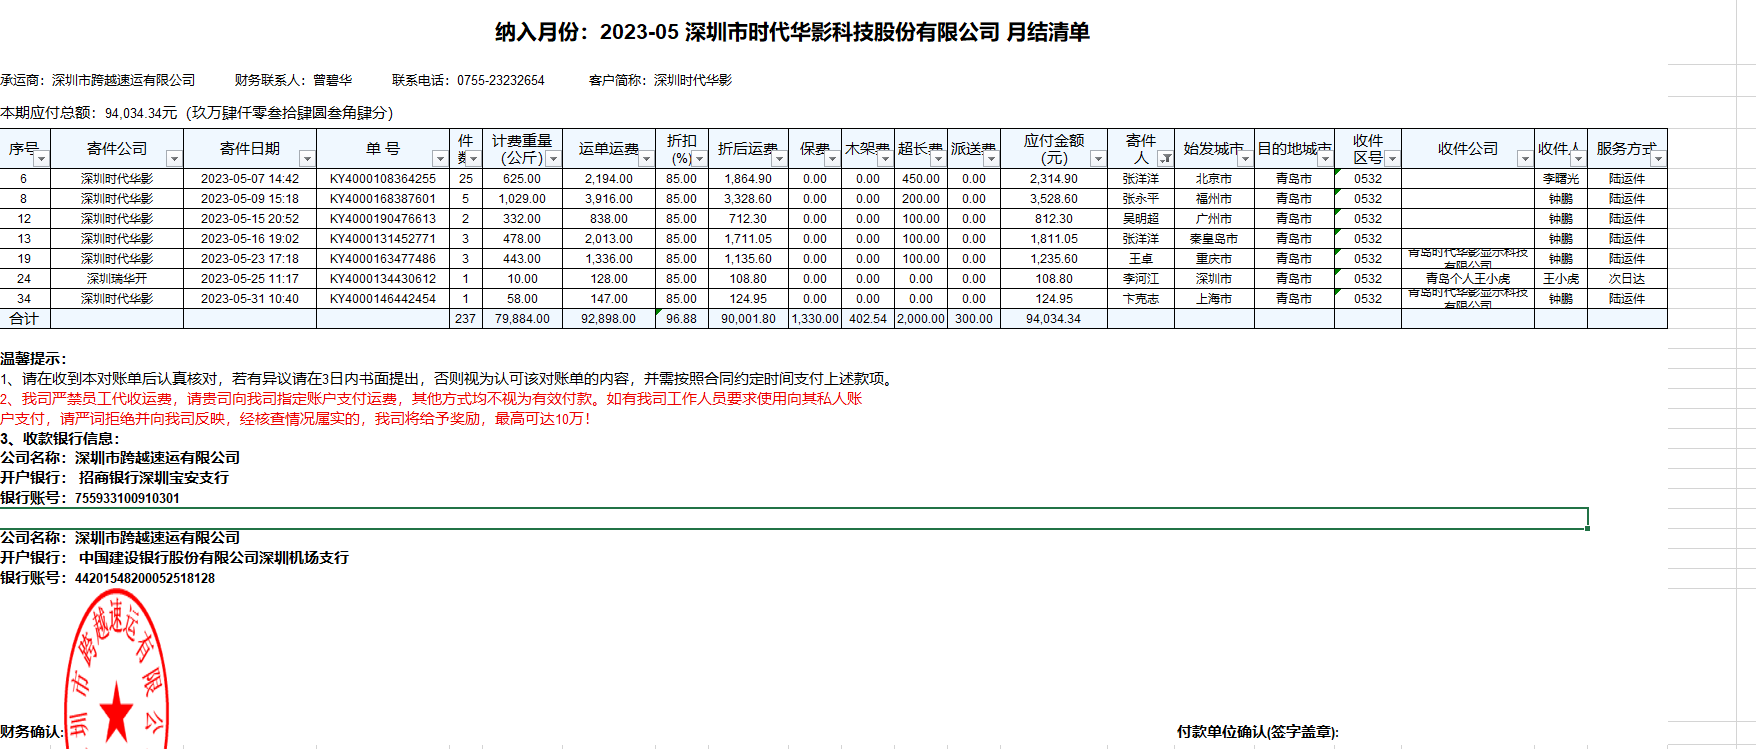 纳入月份：2023-05 深圳市时代华影科技股份有限公司 月结清单
承运商：深圳市跨越速运有限公司 财务联系人：曾碧华 联系电话：0755-23232654 客户简称：深圳时代华影
本期应付总额：94,034.34元（玖万肆仟零叁拾肆圆叁角肆分）
序号 寄件公司 寄件日期 单 号 件数 计费重量(公斤) 运单运费 折扣(%) 折后运费 保费 木架费 超长费 派送费 应付金额(元) 寄件人 始发城市 目的地城市 收件区号 收件公司 收件人 服务方式
6 深圳时代华影 2023-05-07 14:42 KY4000108364255 25 625.00 2,194.00 85.00 1,864.90 0.00 0.00 450.00 0.00 2,314.90 张洋洋 北京市 青岛市 0532 李曙光 陆运件
8 深圳时代华影 2023-05-09 15:18 KY4000168387601 5 1,029.00 3,916.00 85.00 3,328.60 0.00 0.00 200.00 0.00 3,528.60 张永平 福州市 青岛市 0532 钟鹏 陆运件
12 深圳时代华影 2023-05-15 20:52 KY4000190476613 2 332.00 838.00 85.00 712.30 0.00 0.00 100.00 0.00 812.30 吴明超 广州市 青岛市 0532 钟鹏 陆运件
13 深圳时代华影 2023-05-16 19:02 KY4000131452771 3 478.00 2,013.00 85.00 1,711.05 0.00 0.00 100.00 0.00 1,811.05 张洋洋 秦皇岛市 青岛市 0532 钟鹏 陆运件
19 深圳时代华影 2023-05-23 17:18 KY4000163477486 3 443.00 1,336.00 85.00 1,135.60 0.00 0.00 100.00 0.00 1,235.60 王卓 重庆市 青岛市 0532 青岛时代华影显示科技有限公司 钟鹏 陆运件
24 深圳瑞华开 2023-05-25 11:17 KY4000134430612 1 10.00 128.00 85.00 108.80 0.00 0.00 0.00 0.00 108.80 李河江 深圳市 青岛市 0532 青岛个人王小虎 王小虎 次日达
34 深圳时代华影 2023-05-31 10:40 KY4000146442454 1 58.00 147.00 85.00 124.95 0.00 0.00 0.00 0.00 124.95 卞克志 上海市 青岛市 0532 青岛时代华影显示科技有限公司 钟鹏 陆运件
合计 237 79,884.00 92,898.00 96.88 90,001.80 1,330.00 402.54 2,000.00 300.00 94,034.34
温馨提示：
1、请在收到本对账单后认真核对，若有异议请在3日内书面提出，否则视为认可该对账单的内容，并需按照合同约定时间支付上述款项。
2、我司严禁员工代收运费，请贵司向我司指定账户支付运费，其他方式均不视为有效付款。如有我司工作人员要求使用向其私人账
户支付，请严词拒绝并向我司反映，经核查情况属实的，我司将给予奖励，最高可达10万！
3、收款银行信息：
公司名称：深圳市跨越速运有限公司
开户银行： 招商银行深圳宝安支行
银行账号：755933100910301
公司名称：深圳市跨越速运有限公司
开户银行： 中国建设银行股份有限公司深圳机场支行
银行账号：44201548200052518128
圳市跨越速运有限公
财务确认: 付款单位确认(签字盖章):